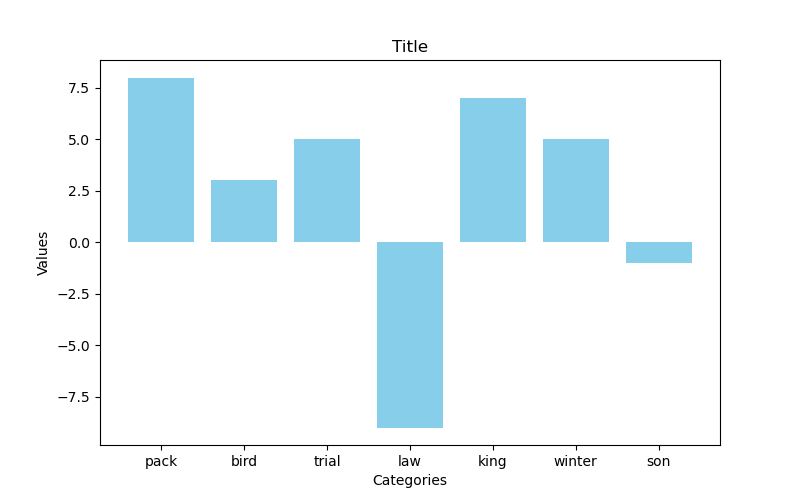 Title
7.5
5.0
2.5
0.0
−2.5
−5.0
−7.5
Values
pack bird trial law king winter son
Categories